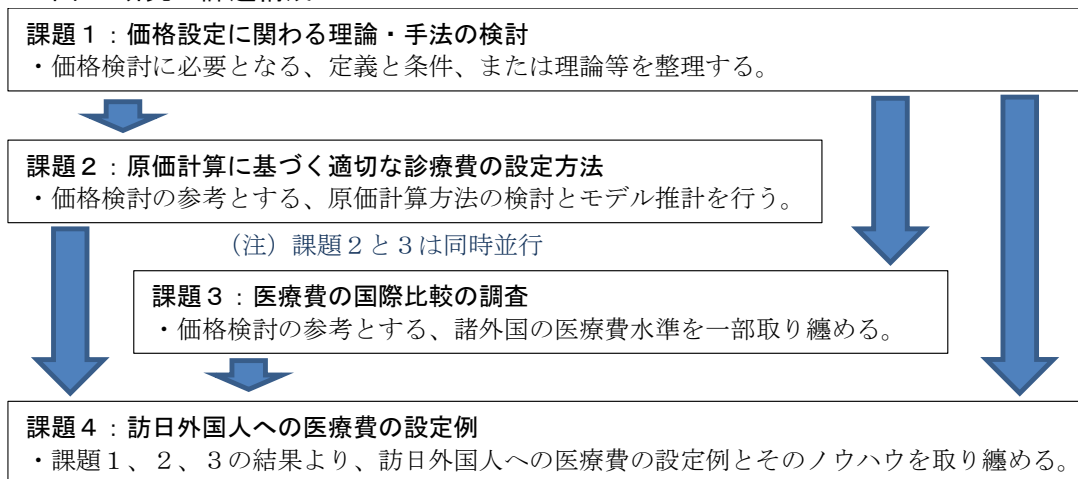 課題１：価格設定に関わる理論・手法の検討
・価格検討に必要となる、定義と条件、または理論等を整理する。
課題２：原価計算に基づく適切な診療費の設定方法
・価格検討の参考とする、原価計算方法の検討とモデル推計を行う。
（注）課題２と３は同時並行
課題３：医療費の国際比較の調査
・価格検討の参考とする、諸外国の医療費水準を一部取り纏める。
課題４：訪日外国人への医療費の設定例
・課題１、２、３の結果より、訪日外国人への医療費の設定例とそのノウハウを取り纏める。